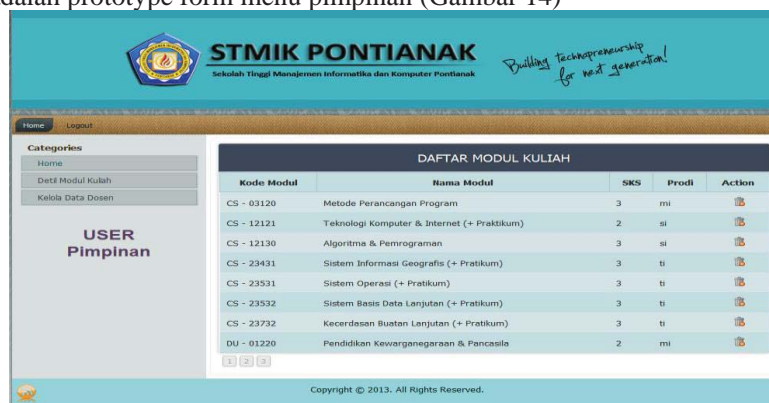 adalah prototype form menu pimpinan (Gambar 14)
STMIK PONTIANAK
Sekolah Tinggi Manajemen Informatika dan Komputer Pontianak
Building technopreneurship
for next generation!
Home Logout
Categories
Home
Detil Modul Kuliah
Kelola Data Dosen
USER
Pimpinan
DAFTAR MODUL KULIAH
Kode Modul Nama Modul SKS Prodi Action
CS - 03120 Metode Perancangan Program 3 mi
CS - 12121 Teknologi Komputer & Internet (+ Praktikum) 2 si
CS - 12130 Algoritma & Pemrograman 3 si
CS - 23431 Sistem Informasi Geografis (+ Pratikum) 3 ti
CS - 23531 Sistem Operasi (+ Pratikum) 3 ti
CS - 23532 Sistem Basis Data Lanjutan (+ Pratikum) 3 ti
CS - 23732 Kecerdasan Buatan Lanjutan (+ Pratikum) 3 ti
DU - 01220 Pendidikan Kewarganegaraan & Pancasila 2 mi
1 2 3
Copyright © 2013. All Rights Reserved.